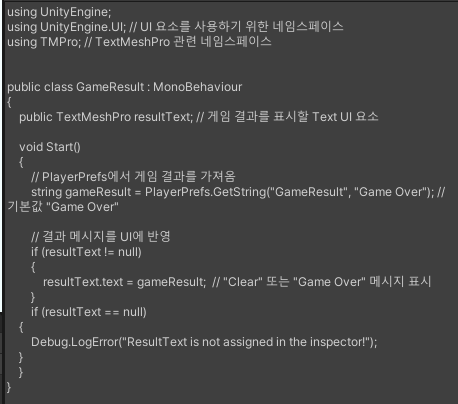 using UnityEngine;
using UnityEngine.UI; // UI 요소를 사용하기 위한 네임스페이스
using TMPro; // TextMeshPro 관련 네임스페이스
public class GameResult : MonoBehaviour
{
public TextMeshPro resultText; // 게임 결과를 표시할 Text UI 요소
void Start()
{
// PlayerPrefs에서 게임 결과를 가져옴
string gameResult = PlayerPrefs.GetString("GameResult", "Game Over"); //
기본값 "Game Over"
// 결과 메시지를 UI에 반영
if (resultText != null)
{
resultText.text = gameResult; // "Clear" 또는 "Game Over" 메시지 표시
}
if (resultText == null)
{
Debug.LogError("ResultText is not assigned in the inspector!");
}
}
}